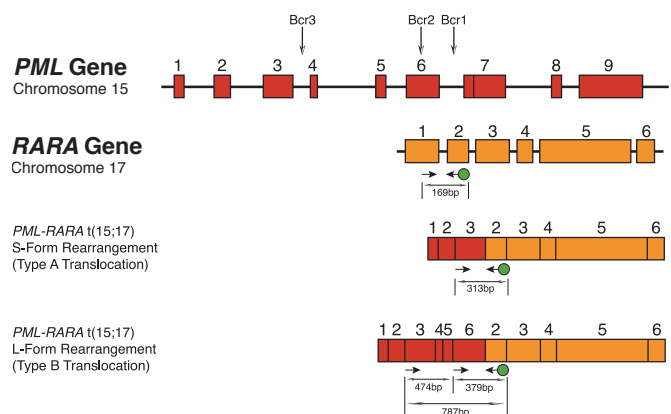 Bcr3 Bcr2 Bcr1
1 2 3 4 5 6 7 8 9
PML Gene
Chromosome 15
1 2 3 4 5 6
RARA Gene
Chromosome 17
169bp
PML-RARA t(15;17)
S-Form Rearrangement
(Type A Translocation)
1 2 3 2 3 4 5 6
313bp
PML-RARA t(15;17)
L-Form Rearrangement
(Type B Translocation)
1 2 3 45 6 2 3 4 5 6
474bp 379bp
787bp